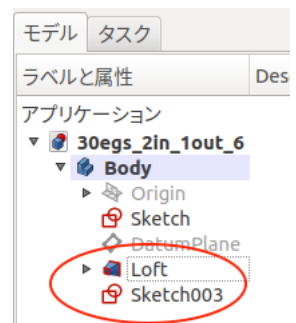 モデル タスク
ラベルと属性 Des
アプリケーション
30egs_2in_1out_6
Body
Origin
Sketch
DatumPlane
Loft
Sketch003